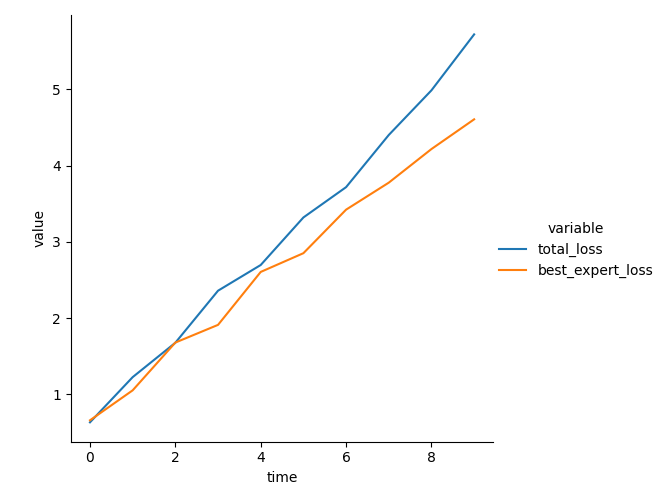 5
4
3
2
1
value
0 2 4 6 8
time
variable
total_loss
best_expert_loss